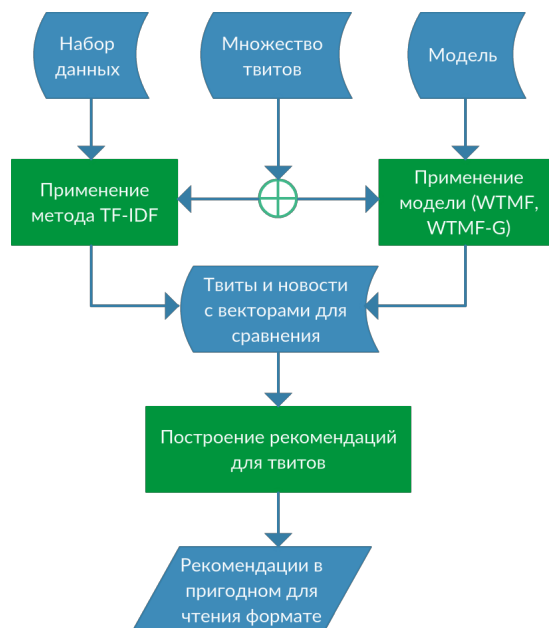 Набор
данных
Множество
твитов
Модель
Применение
метода TF-IDF
Применение
модели (WTMF,
WTMF-G)
Твиты и новости
с векторами для
сравнения
Построение рекомендаций
для твитов
Рекомендации в
пригодном для
чтения формате